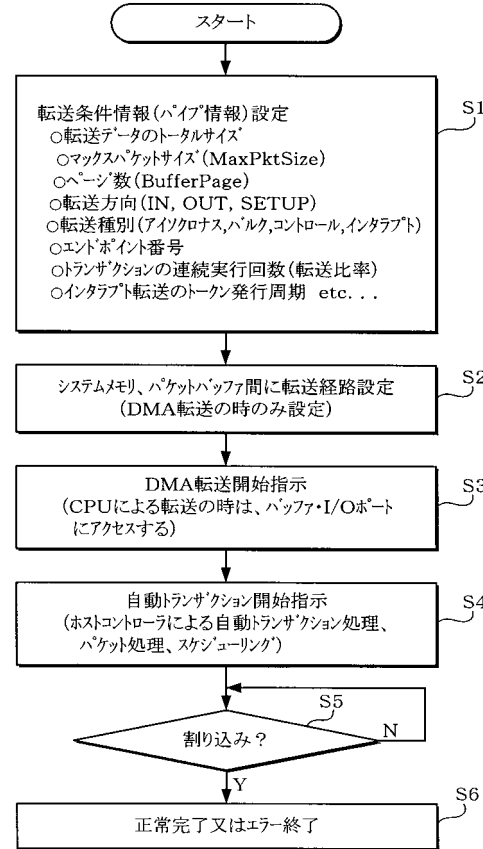 スタート
S1
転送条件情報(パイプ情報)設定
○転送データのトータルサイズ
○マックスパケットサイズ(MaxPktSize)
○ページ数(BufferPage)
○転送方向(IN, OUT, SETUP)
○転送種別(アイソクロナス,バルク,コントロール,インタラプト)
○エンドポイント番号
○トランザクションの連続実行回数(転送比率)
○インタラプト転送のトークン発行周期 etc...
S2
システムメモリ、パケットバッファ間に転送経路設定
(DMA転送の時のみ設定)
S3
DMA転送開始指示
(CPUによる転送の時は、バッファ・I/Oポート
にアクセスする)
S4
自動トランザクション開始指示
(ホストコントローラによる自動トランザクション処理、
パケット処理、スケジューリング)
S5
割り込み?
N
Y
S6
正常完了又はエラー終了